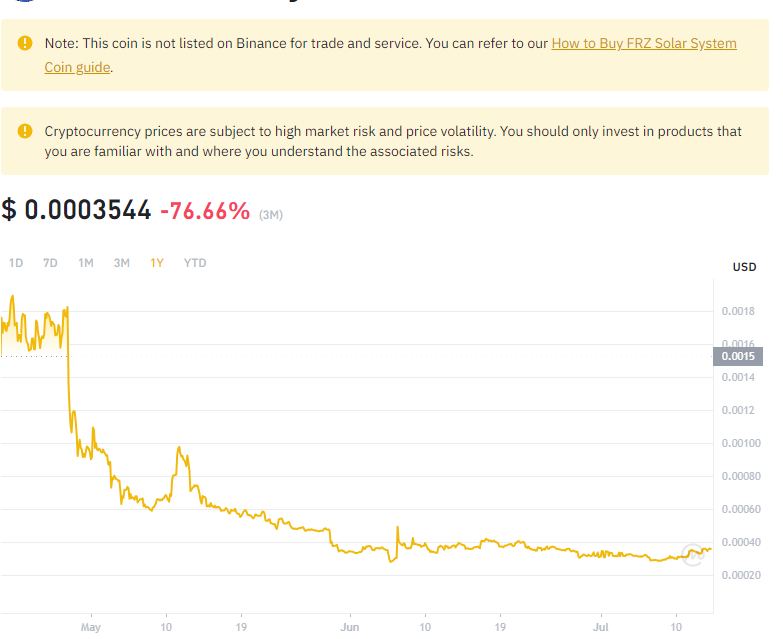 Note: This coin is not listed on Binance for trade and service. You can refer to our How to Buy FRZ Solar System
Coin guide.
Cryptocurrency prices are subject to high market risk and price volatility. You should only invest in products that
you are familiar with and where you understand the associated risks.
$ 0.0003544 -76.66% (3M)
1D 7D 1M 3M 1Y YTD
USD
0.0018
0.0016
0.0015
0.0014
0.0012
0.00100
0.00080
0.00060
0.00040
0.00020
May 10 19 Jun 10 19 Jul 10